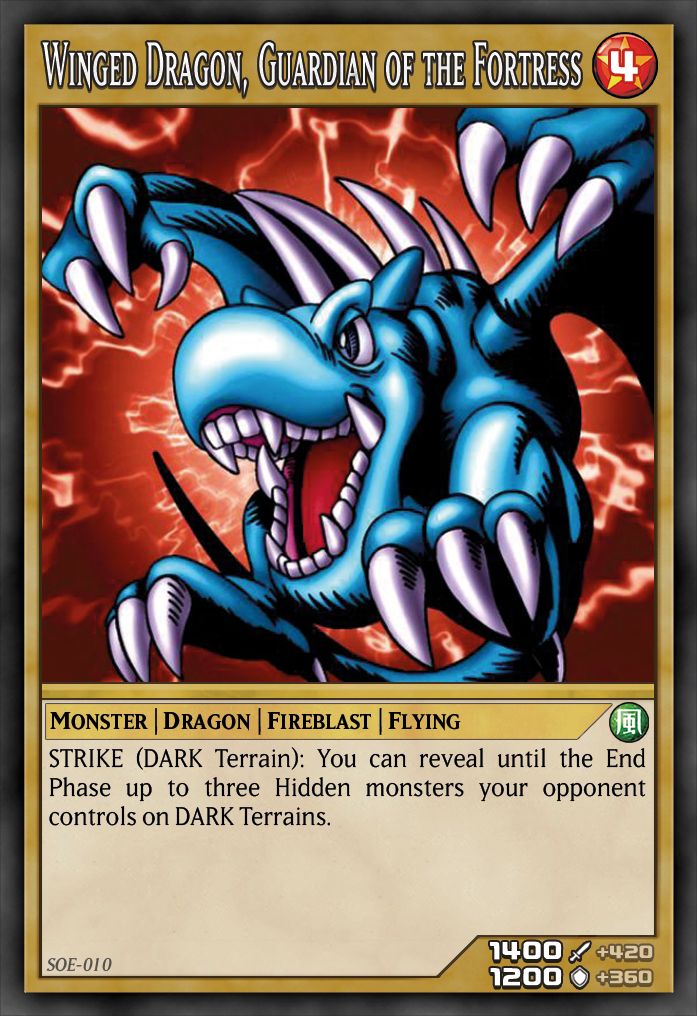 Winged Dragon, Guardian of the Fortress 4
Monster | Dragon | Fireblast | Flying 風
STRIKE (DARK Terrain): You can reveal until the End
Phase up to three Hidden monsters your opponent
controls on DARK Terrains.
1400 +420
SOE-010
1200 +360